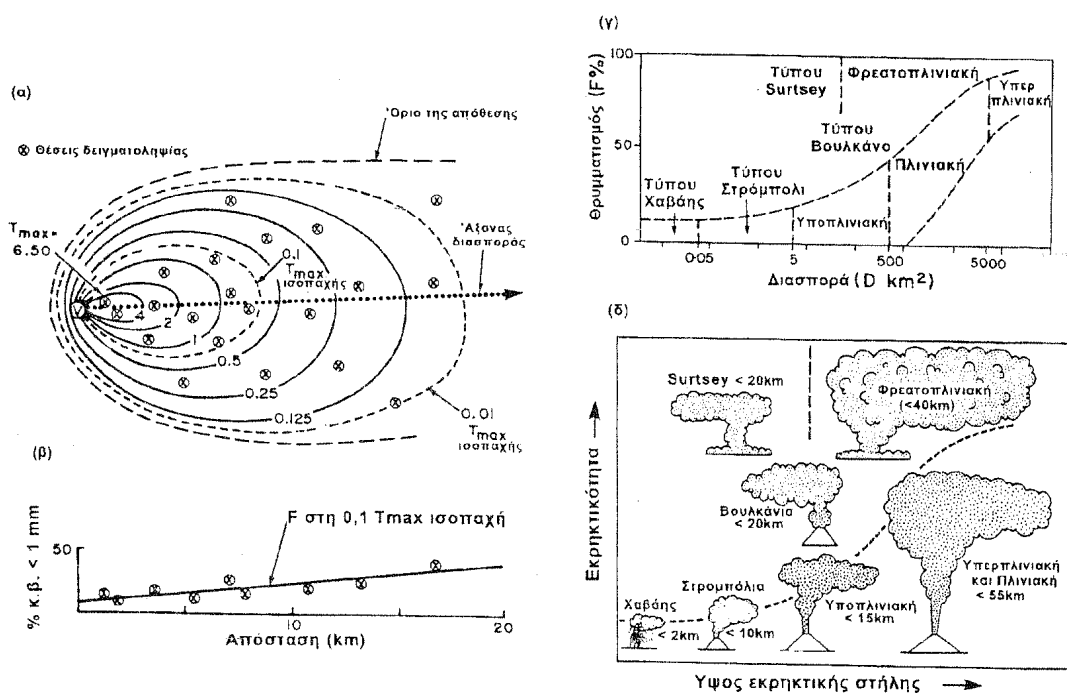 (α)
Όριο της απόθεσης
⊗ Θέσεις δειγματοληψίας
Tmax=
6.50
Άξονας
διασποράς
0.1
Tmax
ισοπαχής
V
4
2
1
0.5
0.25
0.125
0.01
Tmax
ισοπαχής
(β)
F στη 0,1 Tmax ισοπαχή
% κ.β. < 1 mm
50
10
20
Απόσταση (km)
(γ)
Θρυμματισμός (F%)
100
50
0
Τύπου
Surtsey
Φρεατοπλινιακή
Υπερ
πλινιακή
Τύπου
Βουλκάνο
Πλινιακή
Τύπου
Χαβάης
Τύπου
Στρόμπολι
Υποπλινιακή
0·05
5
500
5000
Διασπορά (D km²)
(δ)
Εκρηκτικότητα
Surtsey < 20km
Φρεατοπλινιακή
(<40km)
Βουλκάνια
< 20km
Υπερπλινιακή
και Πλινιακή
< 55km
Στρομπόλια
< 10km
Υποπλινιακή
< 15km
Χαβάης
< 2km
Υψος εκρηκτικής στήλης